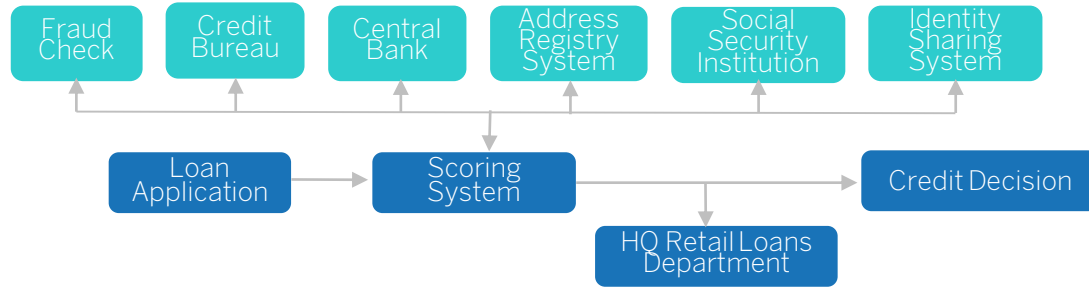 Fraud
Check
Credit
Bureau
Central
Bank
Address
Registry
System
Social
Security
Institution
Identity
Sharing
System
Loan
Application
Scoring
System
Credit Decision
HQ Retail Loans
Department